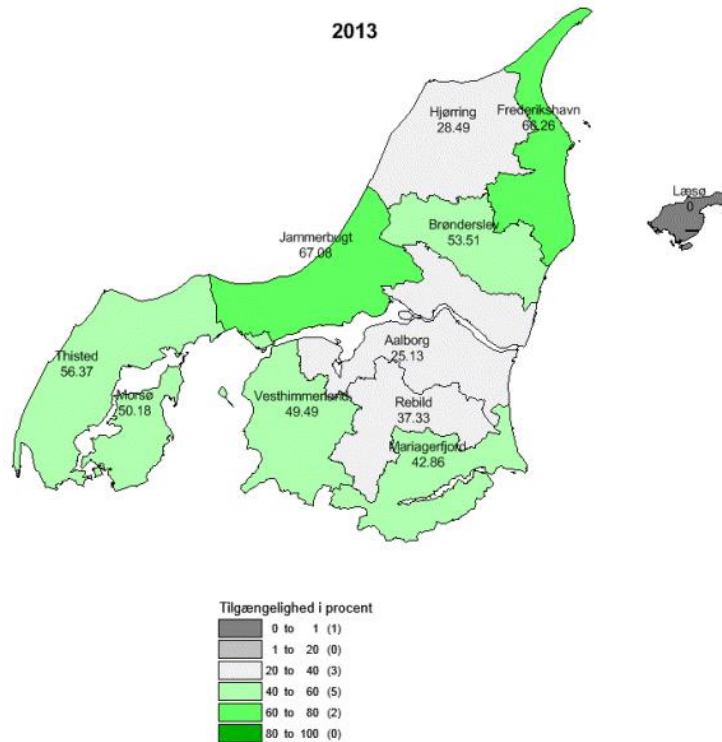 2013
Hjørring
28.49
Frederikshavn
66.26
Læsø
0
Jammerbugt
67.08
Brønderslev
53.51
Thisted
56.37
Morsø
50.18
Vesthimmerland
49.49
Aalborg
25.13
Rebild
37.33
Mariagerfjord
42.86
Tilgængelighed i procent
0 to 1 (1)
1 to 20 (0)
20 to 40 (3)
40 to 60 (5)
60 to 80 (2)
80 to 100 (0)